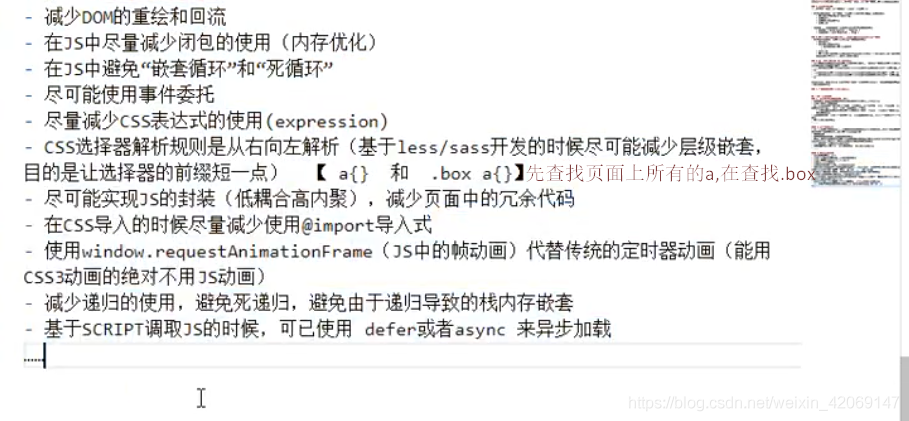 - 减少DOM的重绘和回流
- 在JS中尽量减少闭包的使用（内存优化）
- 在JS中避免“嵌套循环”和“死循环”
- 尽可能使用事件委托
- 尽量减少CSS表达式的使用(expression)
- CSS选择器解析规则是从右向左解析（基于less/sass开发的时候尽可能减少层级嵌套，
目的是让选择器的前缀短一点） 【 a{} 和 .box a{}】先查找页面上所有的a,在查找.box
- 尽可能实现JS的封装（低耦合高内聚），减少页面中的冗余代码
- 在CSS导入的时候尽量减少使用@import导入式
- 使用window.requestAnimationFrame（JS中的帧动画）代替传统的定时器动画（能用
CSS3动画的绝对不用JS动画）
- 减少递归的使用，避免死递归，避免由于递归导致的栈内存嵌套
- 基于SCRIPT调取JS的时候，可已使用 defer或者async 来异步加载
......
https://blog.csdn.net/weixin_42069147